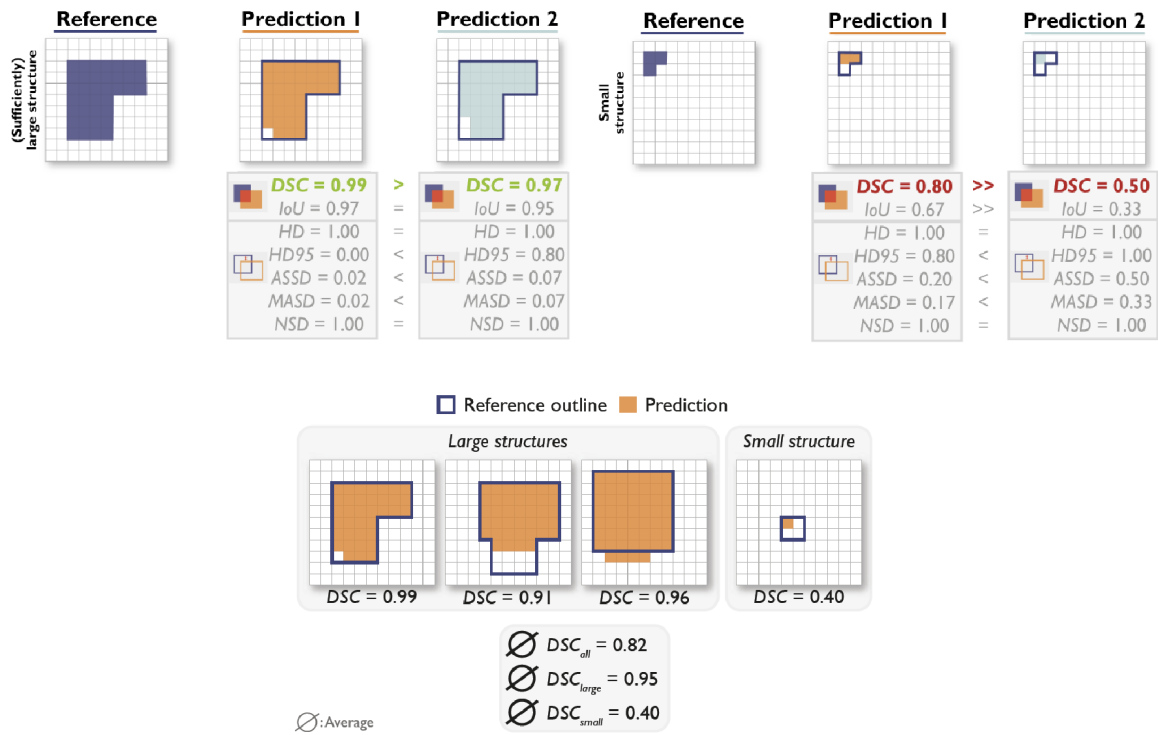 Reference Prediction 1 Prediction 2 Reference Prediction 1 Prediction 2
(Sufficiently)
large structure
Small
structure
DSC = 0.99 > DSC = 0.97 DSC = 0.80 >> DSC = 0.50
IoU = 0.97 = IoU = 0.95 IoU = 0.67 >> IoU = 0.33
HD = 1.00 = HD = 1.00 HD = 1.00 = HD = 1.00
HD95 = 0.00 < HD95 = 0.80 HD95 = 0.80 < HD95 = 1.00
ASSD = 0.02 < ASSD = 0.07 ASSD = 0.20 < ASSD = 0.50
MASD = 0.02 < MASD = 0.07 MASD = 0.17 < MASD = 0.33
NSD = 1.00 = NSD = 1.00 NSD = 1.00 = NSD = 1.00
Reference outline Prediction
Large structures Small structure
DSC = 0.99 DSC = 0.91 DSC = 0.96 DSC = 0.40
∅ DSC_all = 0.82
∅ DSC_large = 0.95
∅ DSC_small = 0.40
∅:Average